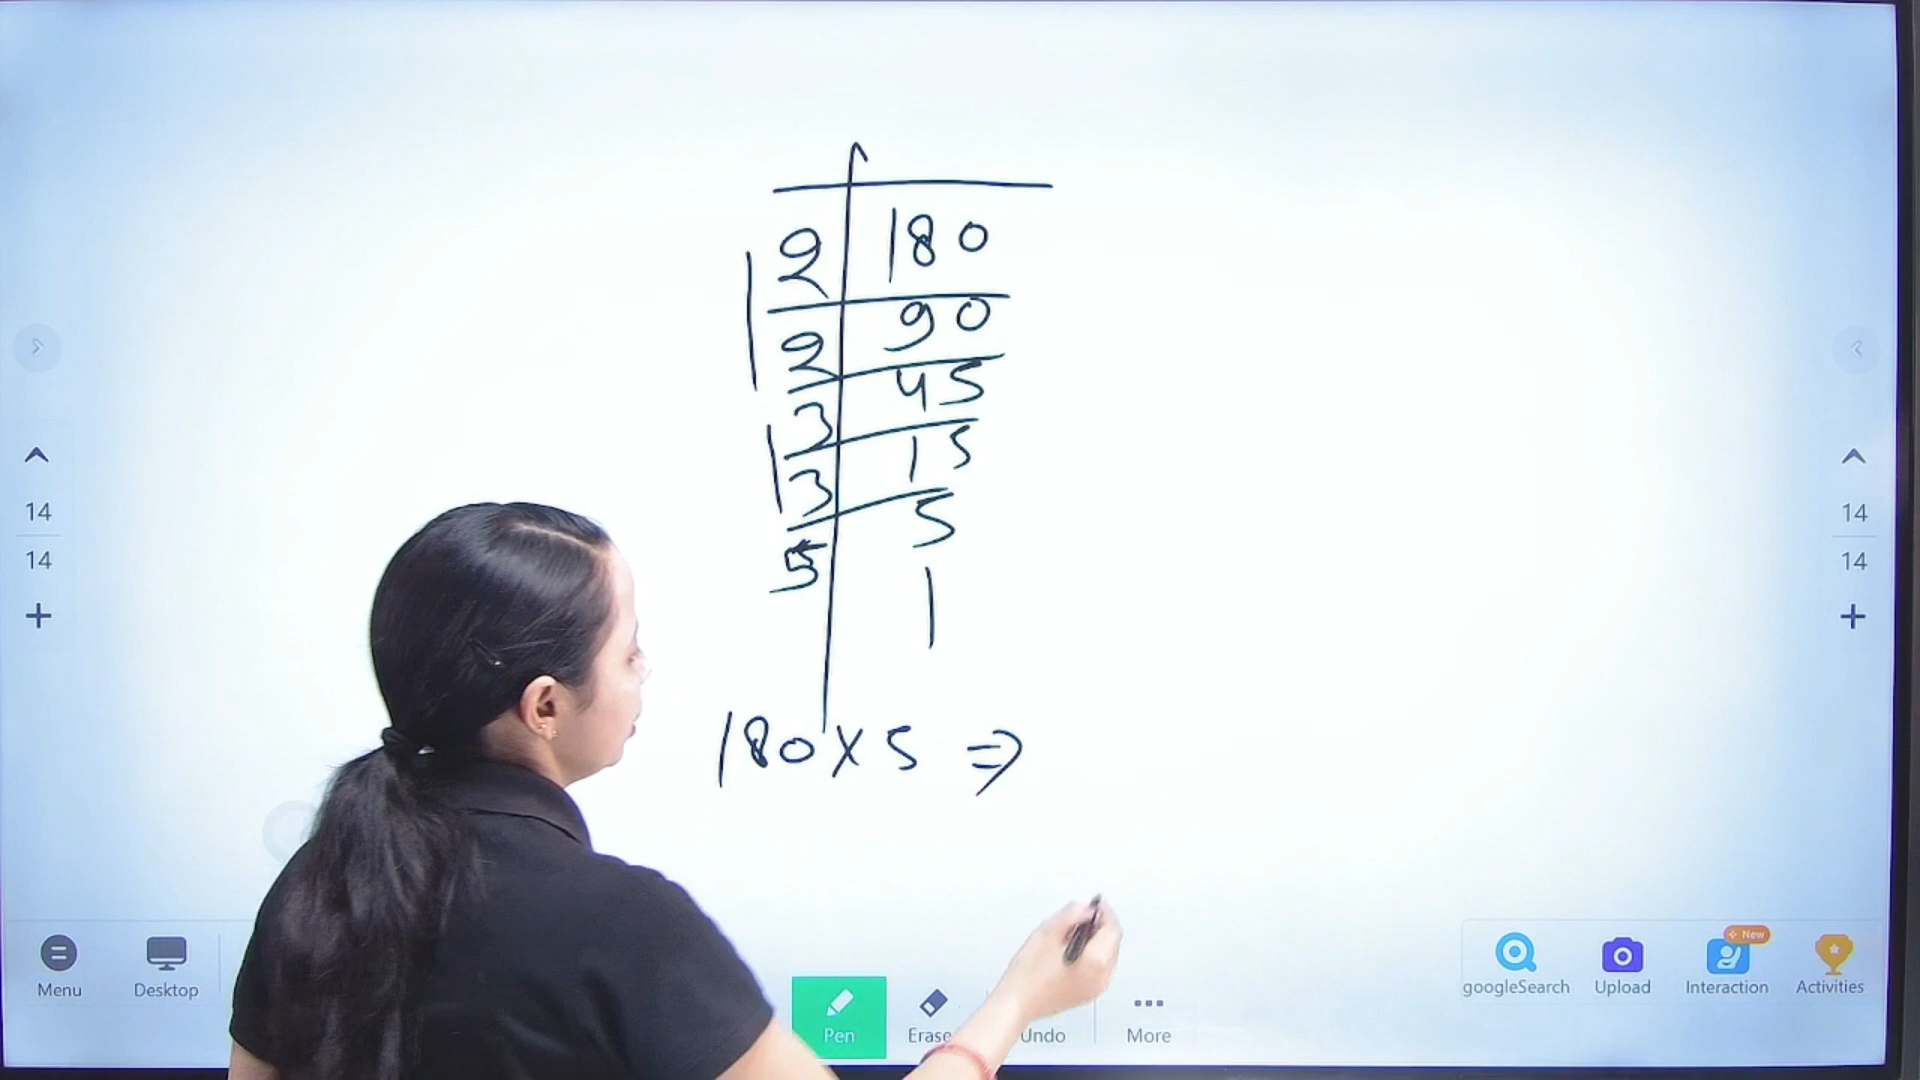 2 180
2 90
3 45
3 15
5 5
1
180 x 5 ⇒
14
14
14
14
Menu
Desktop
Pen
Erase
Undo
More
New
googleSearch
Upload
Interaction
Activities